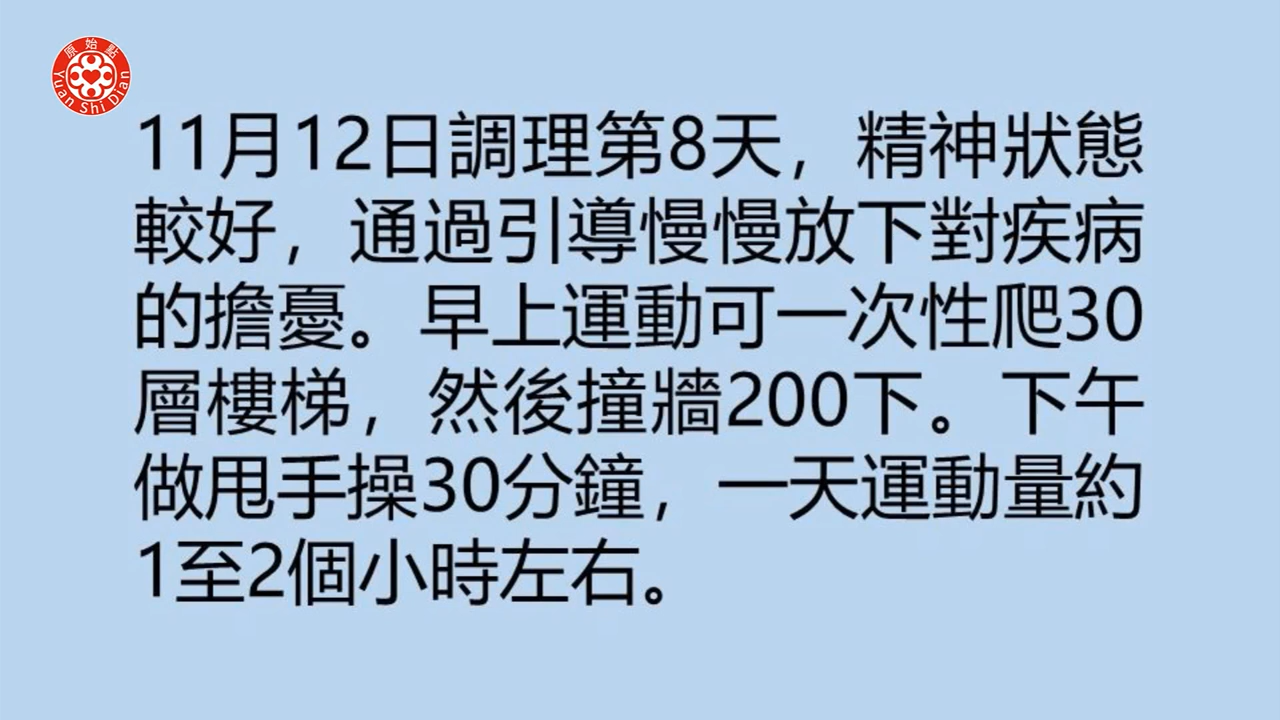 原始點
Yuan Shi Dian
11月12日調理第8天，精神狀態
較好，通過引導慢慢放下對疾病
的擔憂。早上運動可一次性爬30
層樓梯，然後撞牆200下。下午
做甩手操30分鐘，一天運動量約
1至2個小時左右。